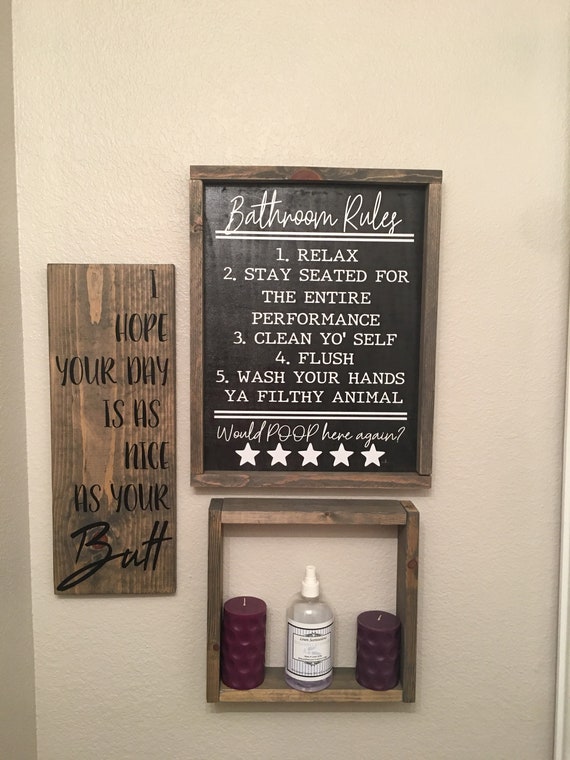 I
HOPE
YOUR DAY
IS AS
NICE
AS YOUR
Butt
Bathroom Rules
1. RELAX
2. STAY SEATED FOR
THE ENTIRE
PERFORMANCE
3. CLEAN YO' SELF
4. FLUSH
5. WASH YOUR HANDS
YA FILTHY ANIMAL
Would POOP here again?